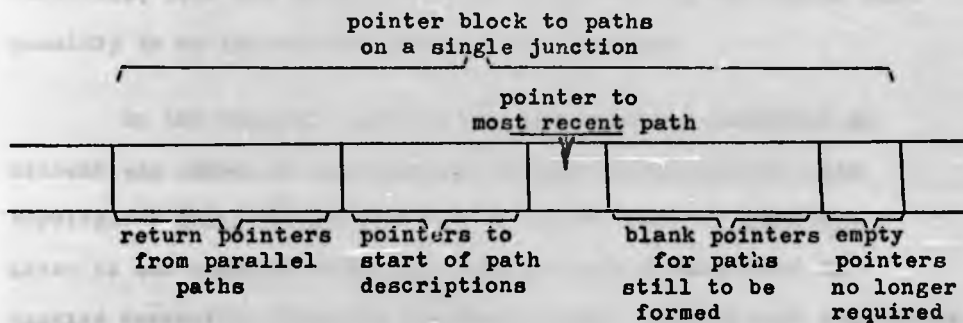 pointer block to paths
on a single junction
pointer to
most recent path
return pointers
from parallel
paths
pointers to
start of path
descriptions
blank pointers
for paths
still to be
formed
empty
pointers
no longer
required